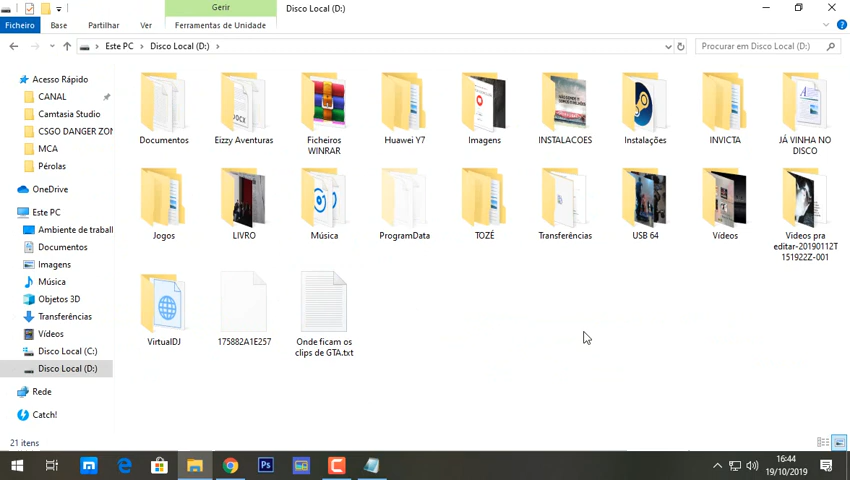 Gerir
Disco Local (D:)
Ficheiro
Base
Partilhar
Ver
Ferramentas de Unidade
Este PC
Disco Local (D:)
Procurar em Disco Local (D:)
Acesso Rápido
CANAL
Camtasia Studio
CSGO DANGER ZON
MCA
Pérolas
OneDrive
Este PC
Ambiente de trabal
Documentos
Imagens
Música
Objetos 3D
Transferências
Vídeos
Disco Local (C:)
Disco Local (D:)
Rede
Catch!
Documentos
Eizzy Aventuras
Ficheiros
WINRAR
Huawei Y7
Imagens
INSTALACOES
Instalações
INVICTA
JÁ VINHA NO
DISCO
Jogos
LIVRO
Música
ProgramData
TOZÉ
Transferências
USB 64
Vídeos
Videos pra
editar-20190112T
151922Z-001
VirtualDJ
175882A1E257
Onde ficam os
clips de GTA.txt
21 itens
16:44
19/10/2019